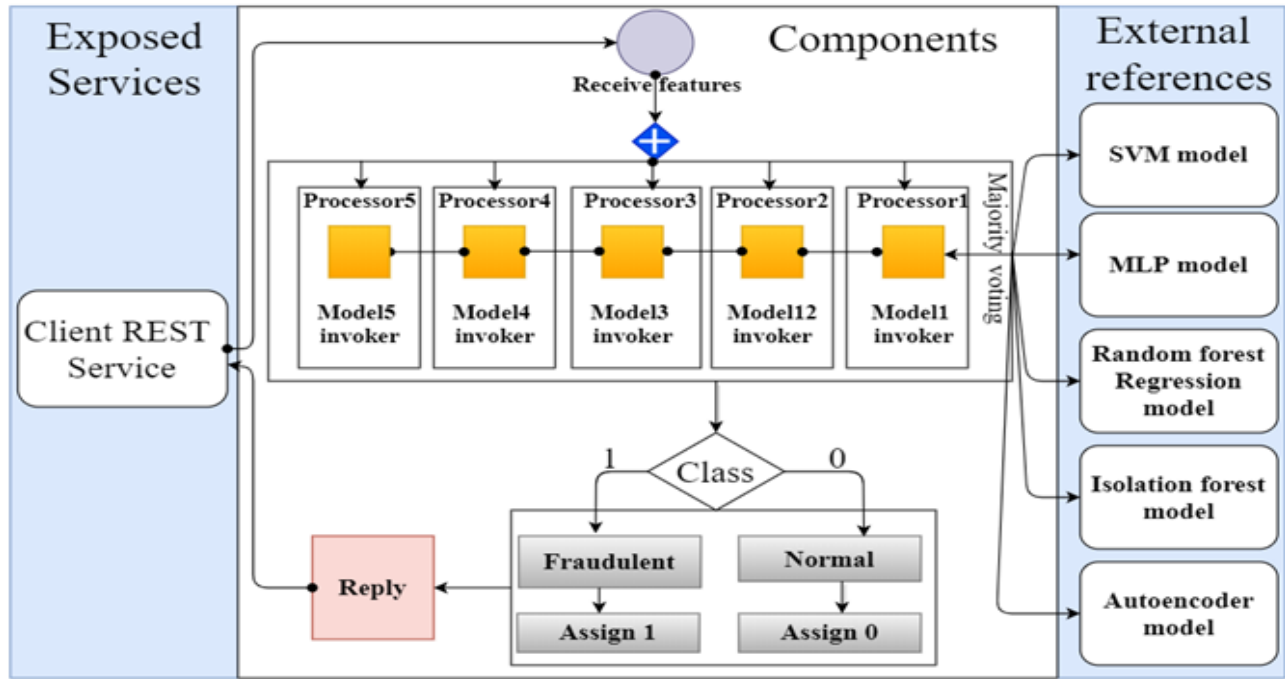 Exposed
Services
Client REST
Service
Components
Receive features
Processor5
Processor4
Processor3
Processor2
Processor1
Model5
invoker
Model4
invoker
Model3
invoker
Model12
invoker
Model1
invoker
Majority voting
Class
1
0
Fraudulent
Normal
Assign 1
Assign 0
Reply
External
references
SVM model
MLP model
Random forest
Regression
model
Isolation forest
model
Autoencoder
model